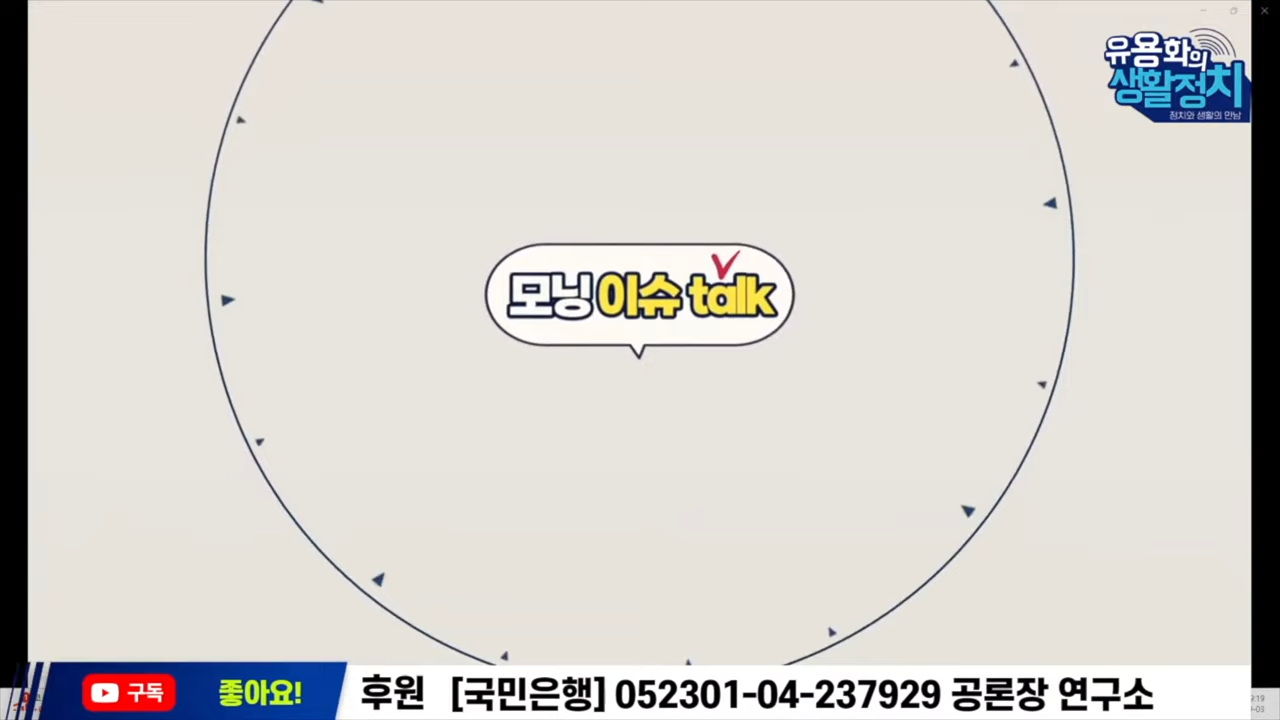 유용화의
생활정치
정치와 생활의 만남
모닝 이슈 talk
구독 좋아요! 후원 [국민은행] 052301-04-237929 공론장 연구소